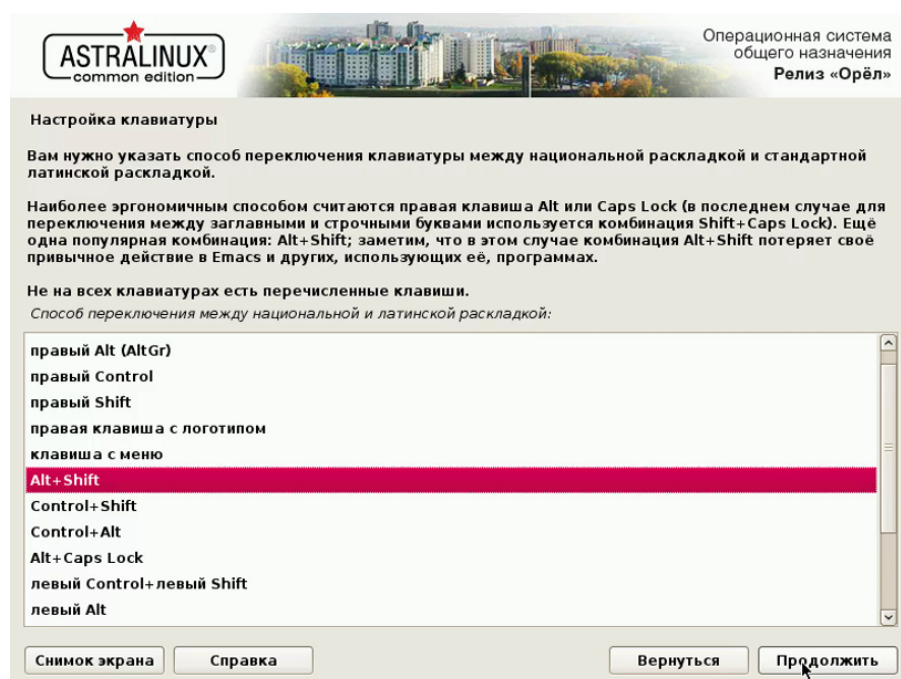 ASTRALINUX®
common edition
Операционная система
общего назначения
Релиз «Орёл»
Настройка клавиатуры
Вам нужно указать способ переключения клавиатуры между национальной раскладкой и стандартной
латинской раскладкой.
Наиболее эргономичным способом считаются правая клавиша Alt или Caps Lock (в последнем случае для
переключения между заглавными и строчными буквами используется комбинация Shift+Caps Lock). Ещё
одна популярная комбинация: Alt+Shift; заметим, что в этом случае комбинация Alt+Shift потеряет своё
привычное действие в Emacs и других, использующих её, программах.
Не на всех клавиатурах есть перечисленные клавиши.
Способ переключения между национальной и латинской раскладкой:
правый Alt (AltGr)
правый Control
правый Shift
правая клавиша с логотипом
клавиша с меню
Alt+Shift
Control+Shift
Control+Alt
Alt+Caps Lock
левый Control+левый Shift
левый Alt
Снимок экрана
Справка
Вернуться
Продолжить